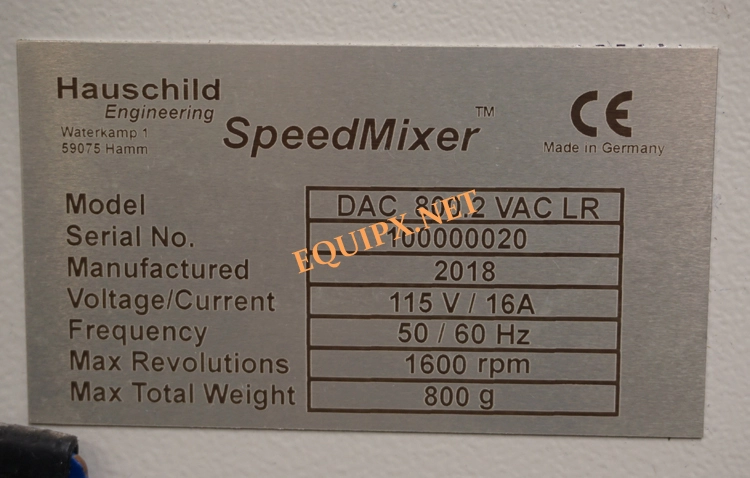 Hauschild
Engineering
Waterkamp 1
59075 Hamm
SpeedMixer™
CE
Made in Germany
Model DAC 800.2 VAC LR
Serial No. 100000020
Manufactured 2018
Voltage/Current 115 V / 16A
Frequency 50 / 60 Hz
Max Revolutions 1600 rpm
Max Total Weight 800 g
EQUIPX.NET